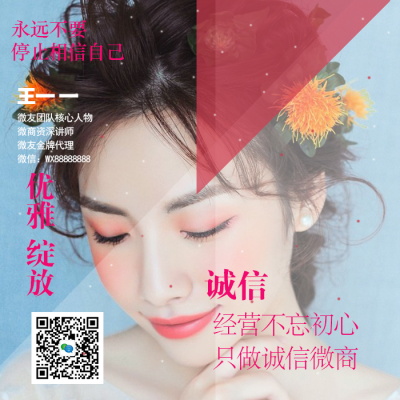 永远不要
停止相信自己
王一一
微友团队核心人物
微商资深讲师
微友金牌代理
微信：WX88888888
优雅 绽放
诚信
经营不忘初心
只做诚信微商